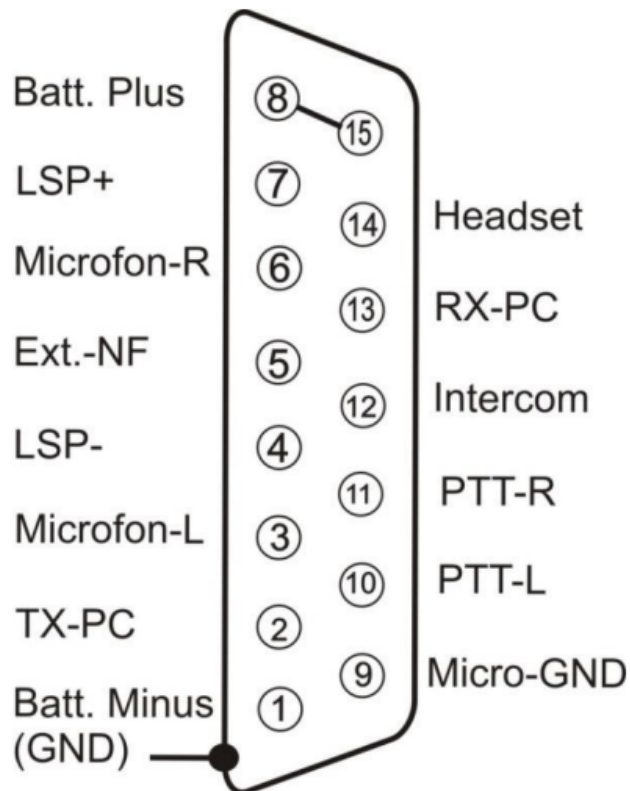 Batt. Plus
8
15
LSP+
7
14
Headset
Microfon-R
6
13
RX-PC
Ext.-NF
5
12
Intercom
LSP-
4
11
PTT-R
Microfon-L
3
10
PTT-L
TX-PC
2
9
Micro-GND
Batt. Minus
(GND)
1